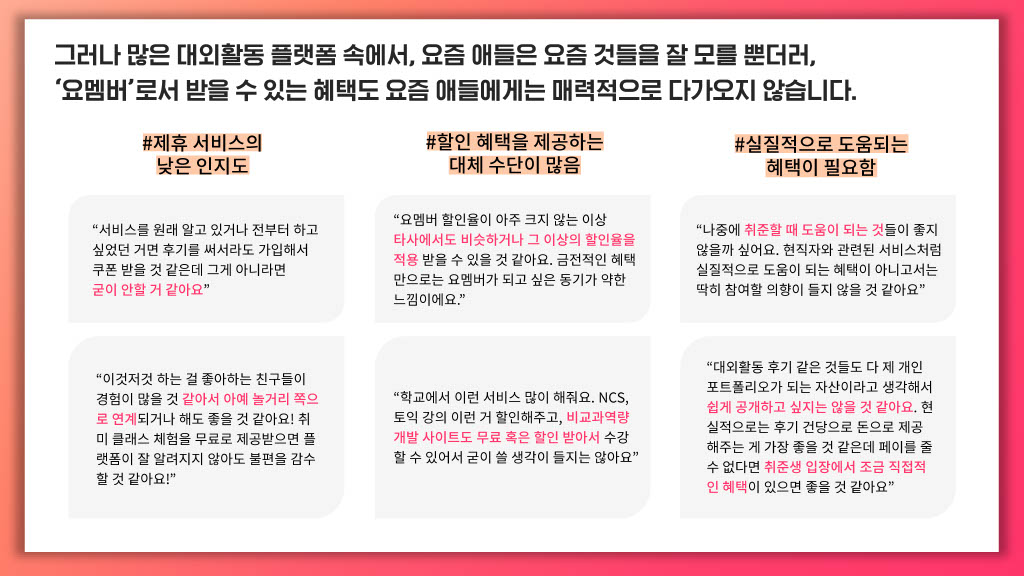 그러나 많은 대외활동 플랫폼 속에서, 요즘 애들은 요즘 것들을 잘 모를 뿐더러,
‘요멤버’로서 받을 수 있는 혜택도 요즘 애들에게는 매력적으로 다가오지 않습니다.
#제휴 서비스의
낮은 인지도
“서비스를 원래 알고 있거나 전부터 하고
싶었던 거면 후기를 써서라도 가입해서
쿠폰 받을 것 같은데 그게 아니라면
굳이 안할 거 같아요”
“이것저것 하는 걸 좋아하는 친구들이
경험이 많을 것 같아서 아예 놀거리 쪽으
로 연계되거나 해도 좋을 것 같아요! 취
미 클래스 체험을 무료로 제공받으면 플
랫폼이 잘 알려지지 않아도 불편을 감수
할 것 같아요!”
#할인 혜택을 제공하는
대체 수단이 많음
“요멤버 할인율이 아주 크지 않는 이상
타사에서도 비슷하거나 그 이상의 할인율을
적용 받을 수 있을 것 같아요. 금전적인 혜택
만으로는 요멤버가 되고 싶은 동기가 약한
느낌이에요.”
“학교에서 이런 서비스 많이 해줘요. NCS,
토익 강의 이런 거 할인해주고, 비교과역량
개발 사이트도 무료 혹은 할인 받아서 수강
할 수 있어서 굳이 쓸 생각이 들지는 않아요”
#실질적으로 도움되는
혜택이 필요함
“나중에 취준할 때 도움이 되는 것들이 좋지
않을까 싶어요. 현직자와 관련된 서비스처럼
실질적으로 도움이 되는 혜택이 아니고서는
딱히 참여할 의향이 들지 않을 것 같아요”
“대외활동 후기 같은 것들도 다 제 개인
포트폴리오가 되는 자산이라고 생각해서
쉽게 공개하고 싶지는 않을 것 같아요. 현
실적으로는 후기 건당으로 돈으로 제공
해주는 게 가장 좋을 것 같은데 페이를 줄
수 없다면 취준생 입장에서 조금 직접적
인 혜택이 있으면 좋을 것 같아요”